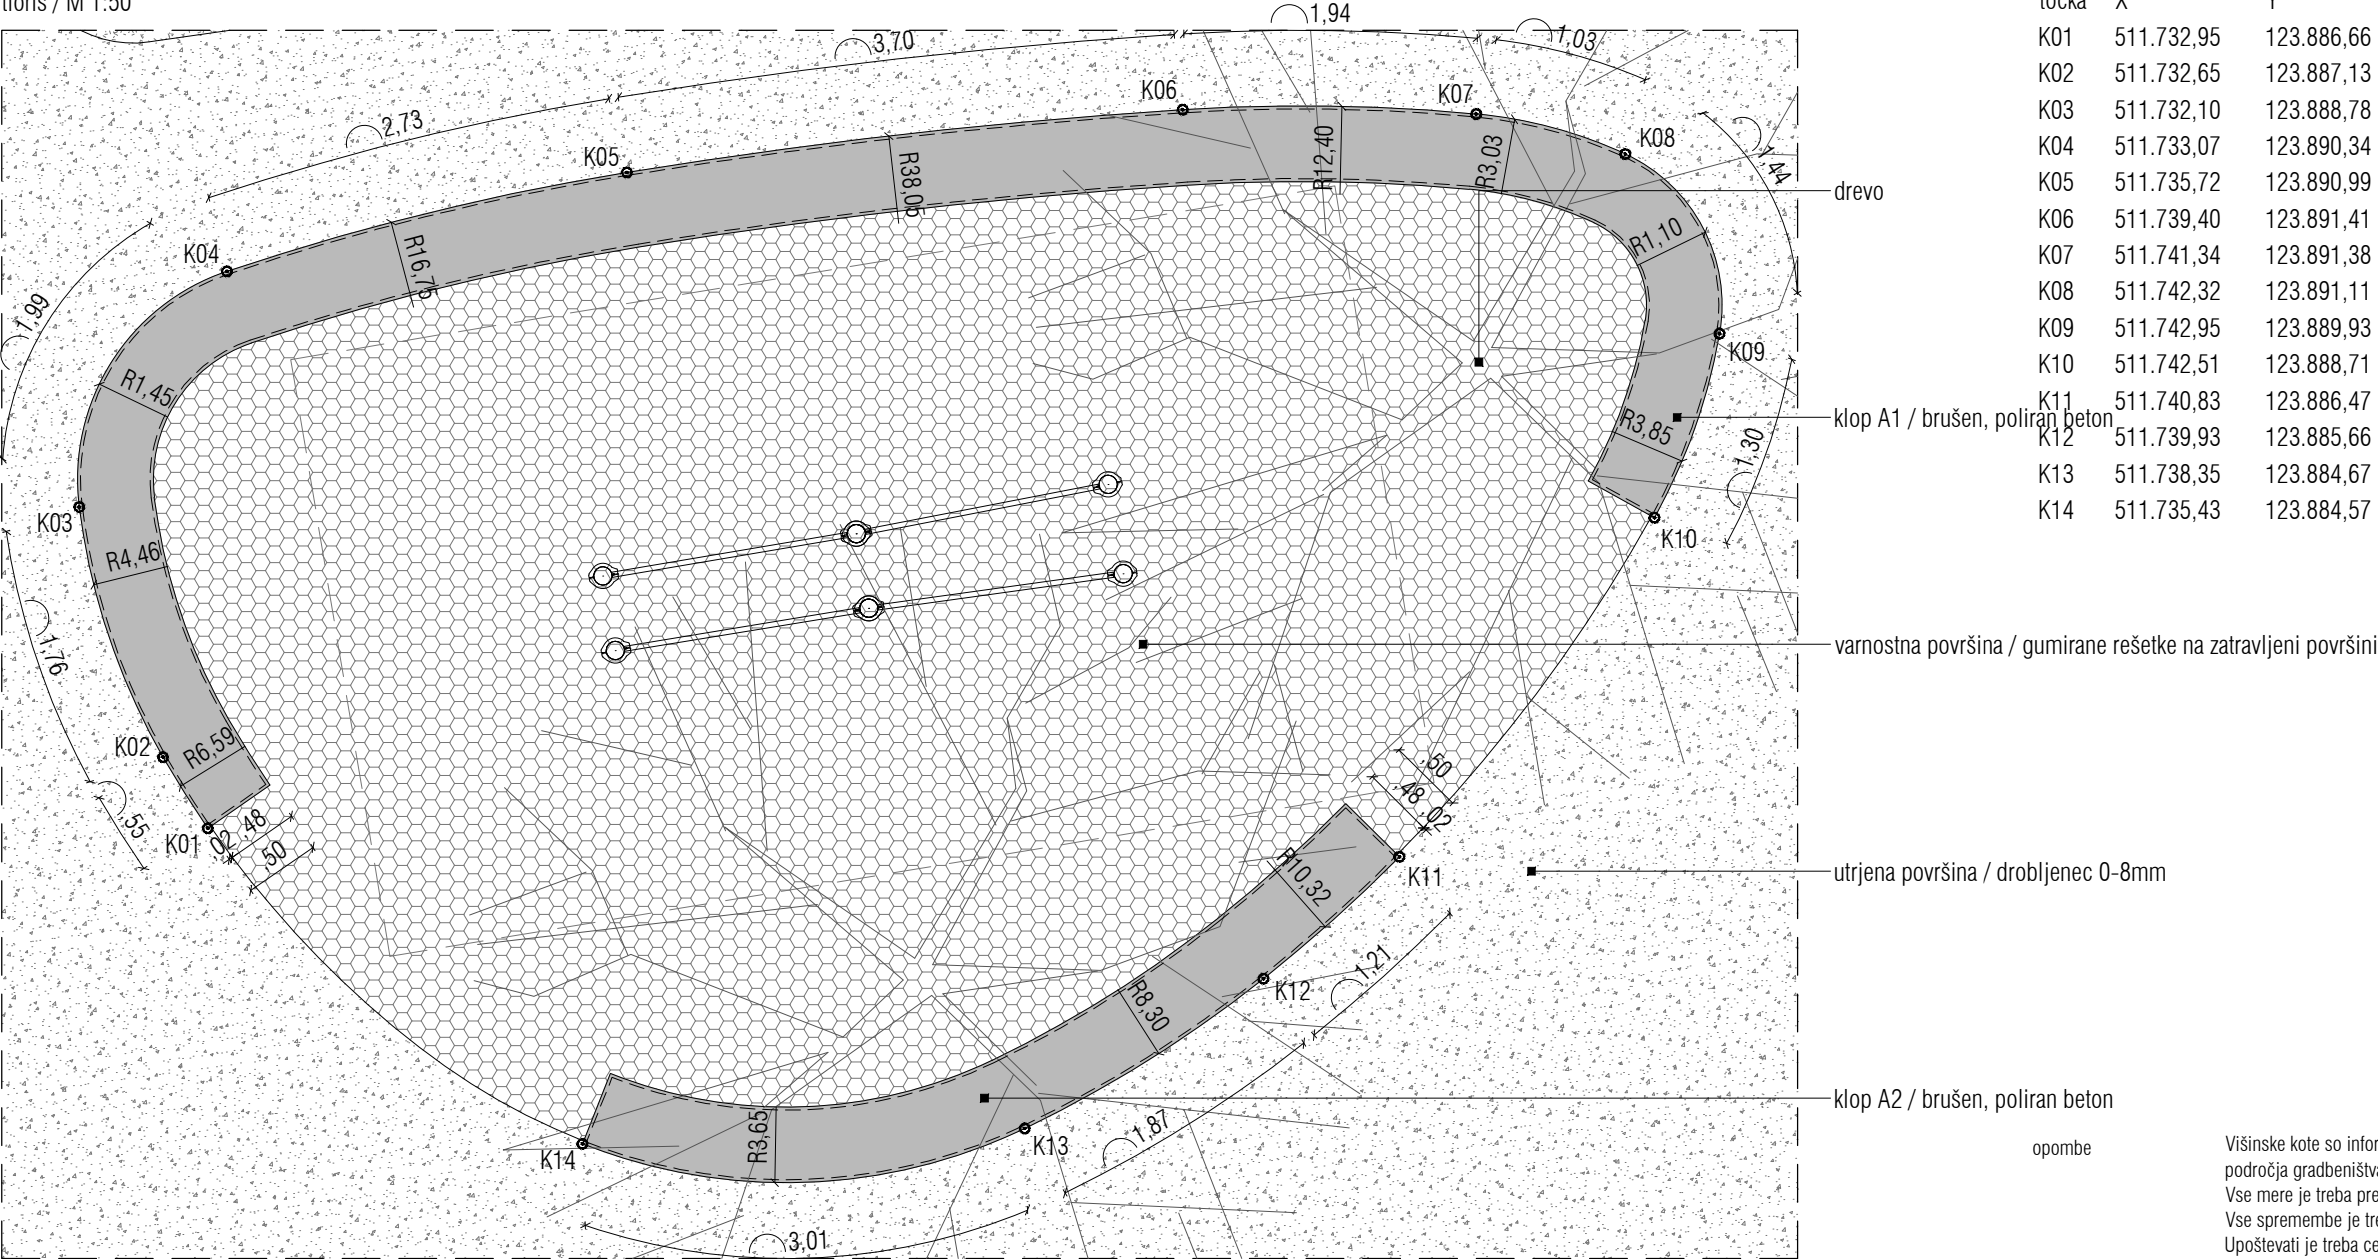 tloris / M 1:50
točka X Y
K01 511.732,95 123.886,66
K02 511.732,65 123.887,13
K03 511.732,10 123.888,78
K04 511.733,07 123.890,34
K05 511.735,72 123.890,99
K06 511.739,40 123.891,41
K07 511.741,34 123.891,38
K08 511.742,32 123.891,11
K09 511.742,95 123.889,93
K10 511.742,51 123.888,71
K11 511.740,83 123.886,47
K12 511.739,93 123.885,66
K13 511.738,35 123.884,67
K14 511.735,43 123.884,57
1,94
3,70
1,03
2,73
K06
K07
K08
1,44
K05
R38,05
R12,40
R3,03
drevo
K04
R16,75
R1,10
1,99
K09
R1,45
R3,85
klop A1 / brušen, poliran beton
1,30
K03
K10
R4,46
1,76
varnostna površina / gumirane rešetke na zatravljeni površini
K02
R6,59
,50
,48
,02
,55
K01
,02
,48
,50
R10,32
K11
utrjena površina / drobljenec 0-8mm
1,21
K12
R8,30
klop A2 / brušen, poliran beton
1,87
R3,65
K13
K14
3,01
opombe
Višinske kote so infor
področja gradbeništva
Vse mere je treba pre
Vse spremembe je tre
Upoštevati je treba ce